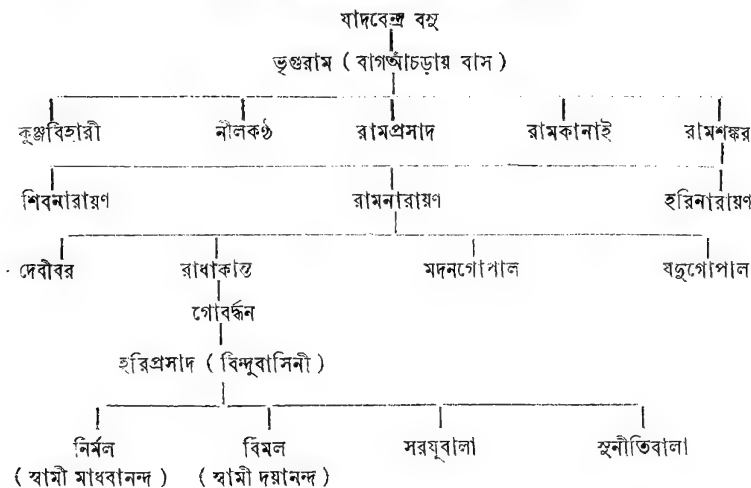 যাদবেন্দ্র বসু
ভৃগুরাম ( বাগআঁচড়ায় বাস )
কুঞ্জবিহারী নীলকণ্ঠ রামপ্রসাদ রামকানাই রামশঙ্কর
শিবনারায়ণ রামনারায়ণ হরিনারায়ণ
দেবীবর রাধাকান্ত মদনগোপাল যদুগোপাল
গোবর্দ্ধন
হরিপ্রসাদ ( বিন্দুবাসিনী )
নির্মল বিমল সরযূবালা সুনীতিবালা
( স্বামী মাধবানন্দ ) ( স্বামী দয়ানন্দ )